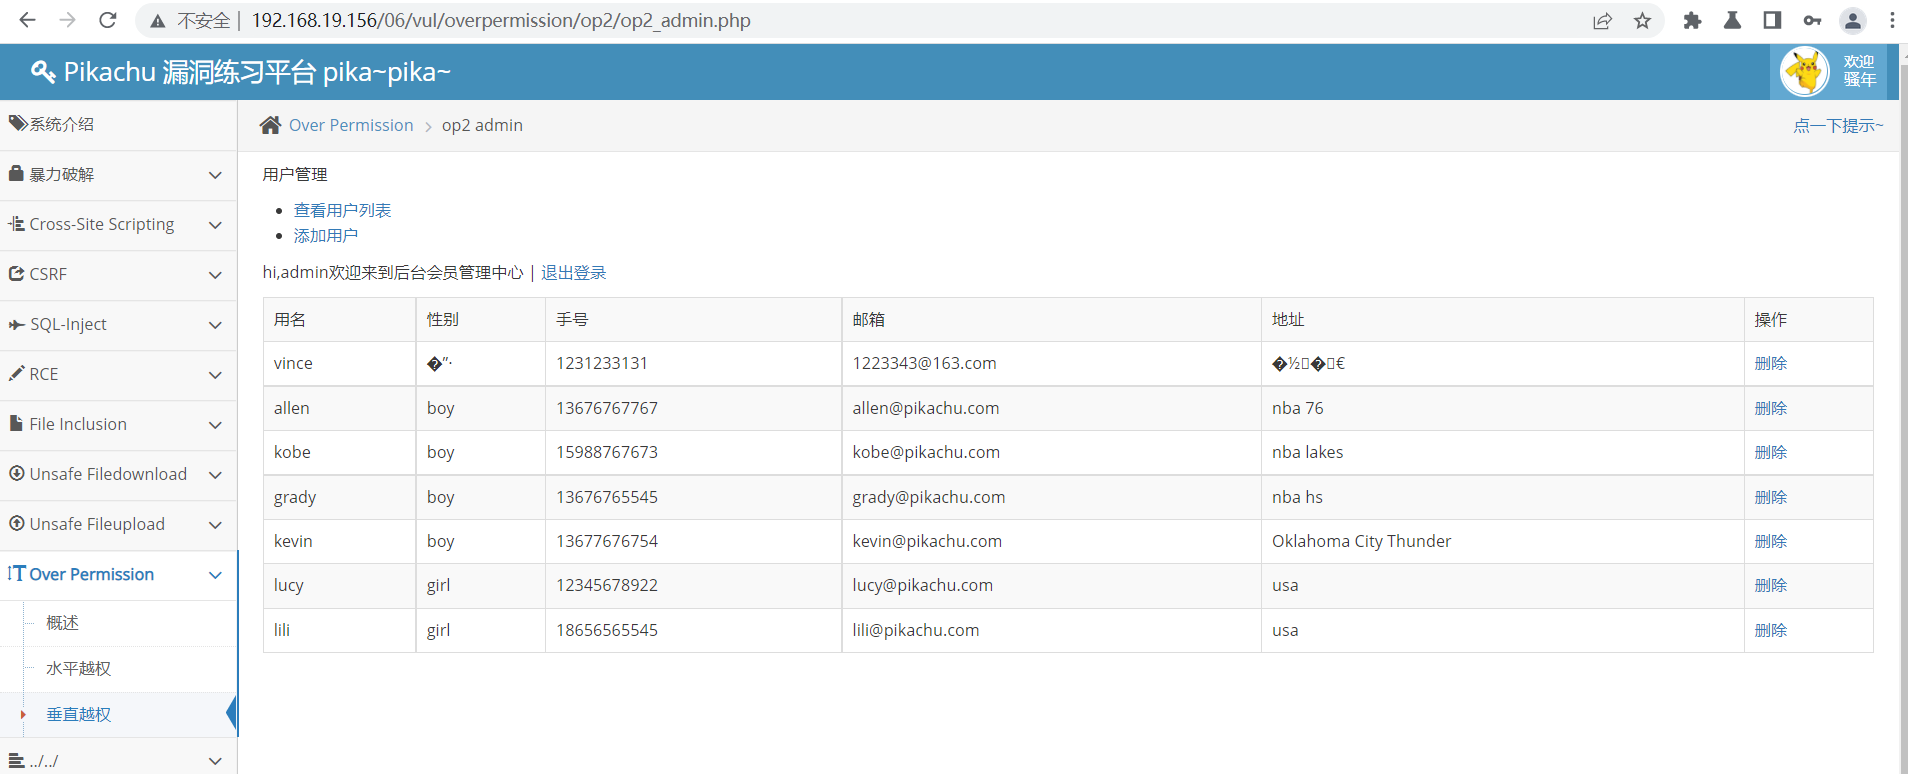 不安全 | 192.168.19.156/06/vul/overpermission/op2/op2_admin.php
Pikachu 漏洞练习平台 pika~pika~
欢迎
骚年
系统介绍
暴力破解
Cross-Site Scripting
CSRF
SQL-Inject
RCE
File Inclusion
Unsafe Filedownload
Unsafe Fileupload
Over Permission
概述
水平越权
垂直越权
../../
Over Permission > op2 admin
点一下提示~
用户管理
查看用户列表
添加用户
hi,admin欢迎来到后台会员管理中心 | 退出登录
用名 性别 手号 邮箱 地址 操作
vince �”· 1231233131 1223343@163.com 删除
allen boy 13676767767 allen@pikachu.com nba 76 删除
kobe boy 15988767673 kobe@pikachu.com nba lakes 删除
grady boy 13676765545 grady@pikachu.com nba hs 删除
kevin boy 13677676754 kevin@pikachu.com Oklahoma City Thunder 删除
lucy girl 12345678922 lucy@pikachu.com usa 删除
lili girl 18656565545 lili@pikachu.com usa 删除